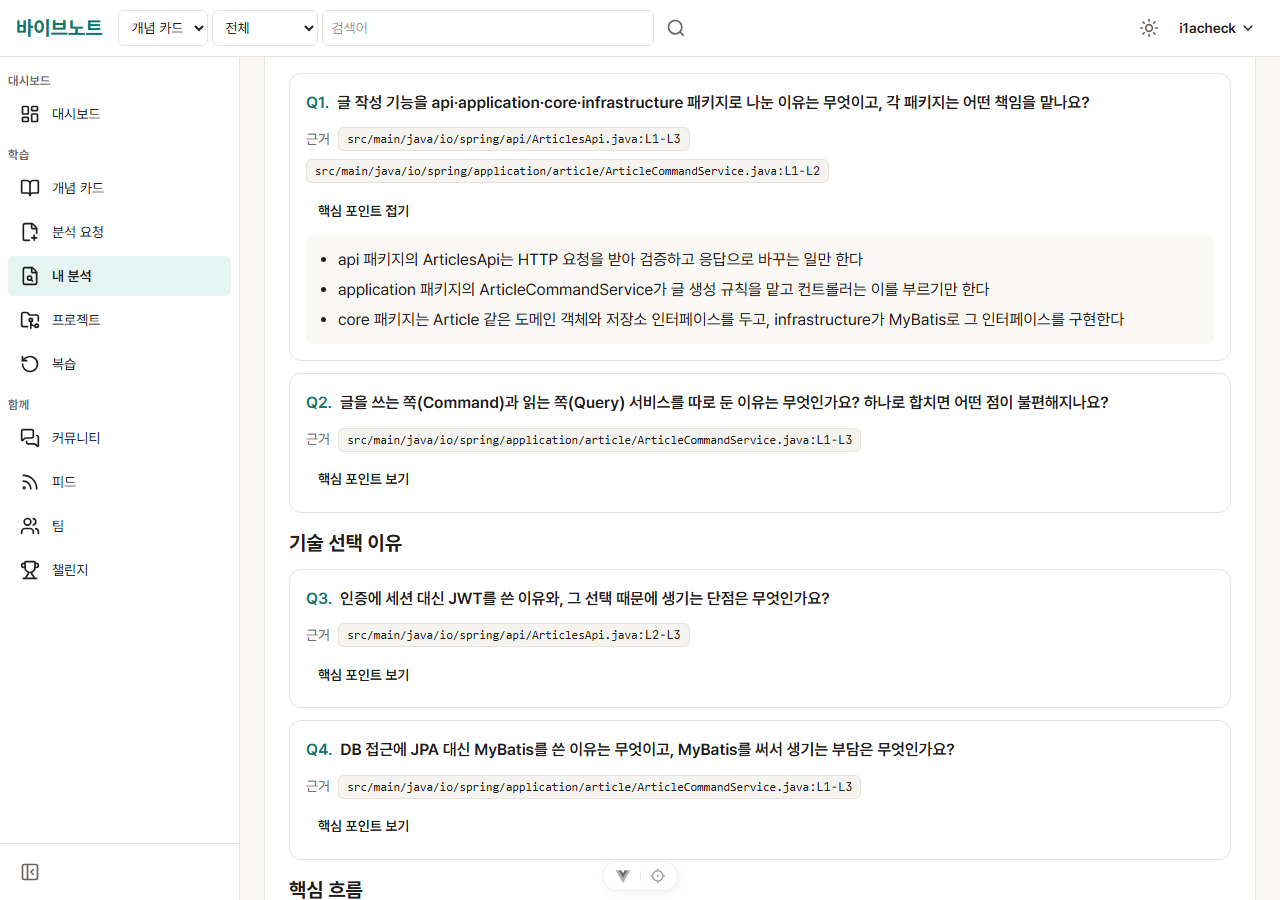 바이브노트
개념 카드
전체
검색어
i1acheck
대시보드
대시보드
학습
개념 카드
분석 요청
내 분석
프로젝트
복습
함께
커뮤니티
피드
팀
챌린지
Q1. 글 작성 기능을 api·application·core·infrastructure 패키지로 나눈 이유는 무엇이고, 각 패키지는 어떤 책임을 맡나요?
근거 src/main/java/io/spring/api/ArticlesApi.java:L1-L3
src/main/java/io/spring/application/article/ArticleCommandService.java:L1-L2
핵심 포인트 접기
• api 패키지의 ArticlesApi는 HTTP 요청을 받아 검증하고 응답으로 바꾸는 일만 한다
• application 패키지의 ArticleCommandService가 글 생성 규칙을 맡고 컨트롤러는 이를 부르기만 한다
• core 패키지는 Article 같은 도메인 객체와 저장소 인터페이스를 두고, infrastructure가 MyBatis로 그 인터페이스를 구현한다
Q2. 글을 쓰는 쪽(Command)과 읽는 쪽(Query) 서비스를 따로 둔 이유는 무엇인가요? 하나로 합치면 어떤 점이 불편해지나요?
근거 src/main/java/io/spring/application/article/ArticleCommandService.java:L1-L3
핵심 포인트 보기
기술 선택 이유
Q3. 인증에 세션 대신 JWT를 쓴 이유와, 그 선택 때문에 생기는 단점은 무엇인가요?
근거 src/main/java/io/spring/api/ArticlesApi.java:L2-L3
핵심 포인트 보기
Q4. DB 접근에 JPA 대신 MyBatis를 쓴 이유는 무엇이고, MyBatis를 써서 생기는 부담은 무엇인가요?
근거 src/main/java/io/spring/application/article/ArticleCommandService.java:L1-L3
핵심 포인트 보기
핵심 흐름